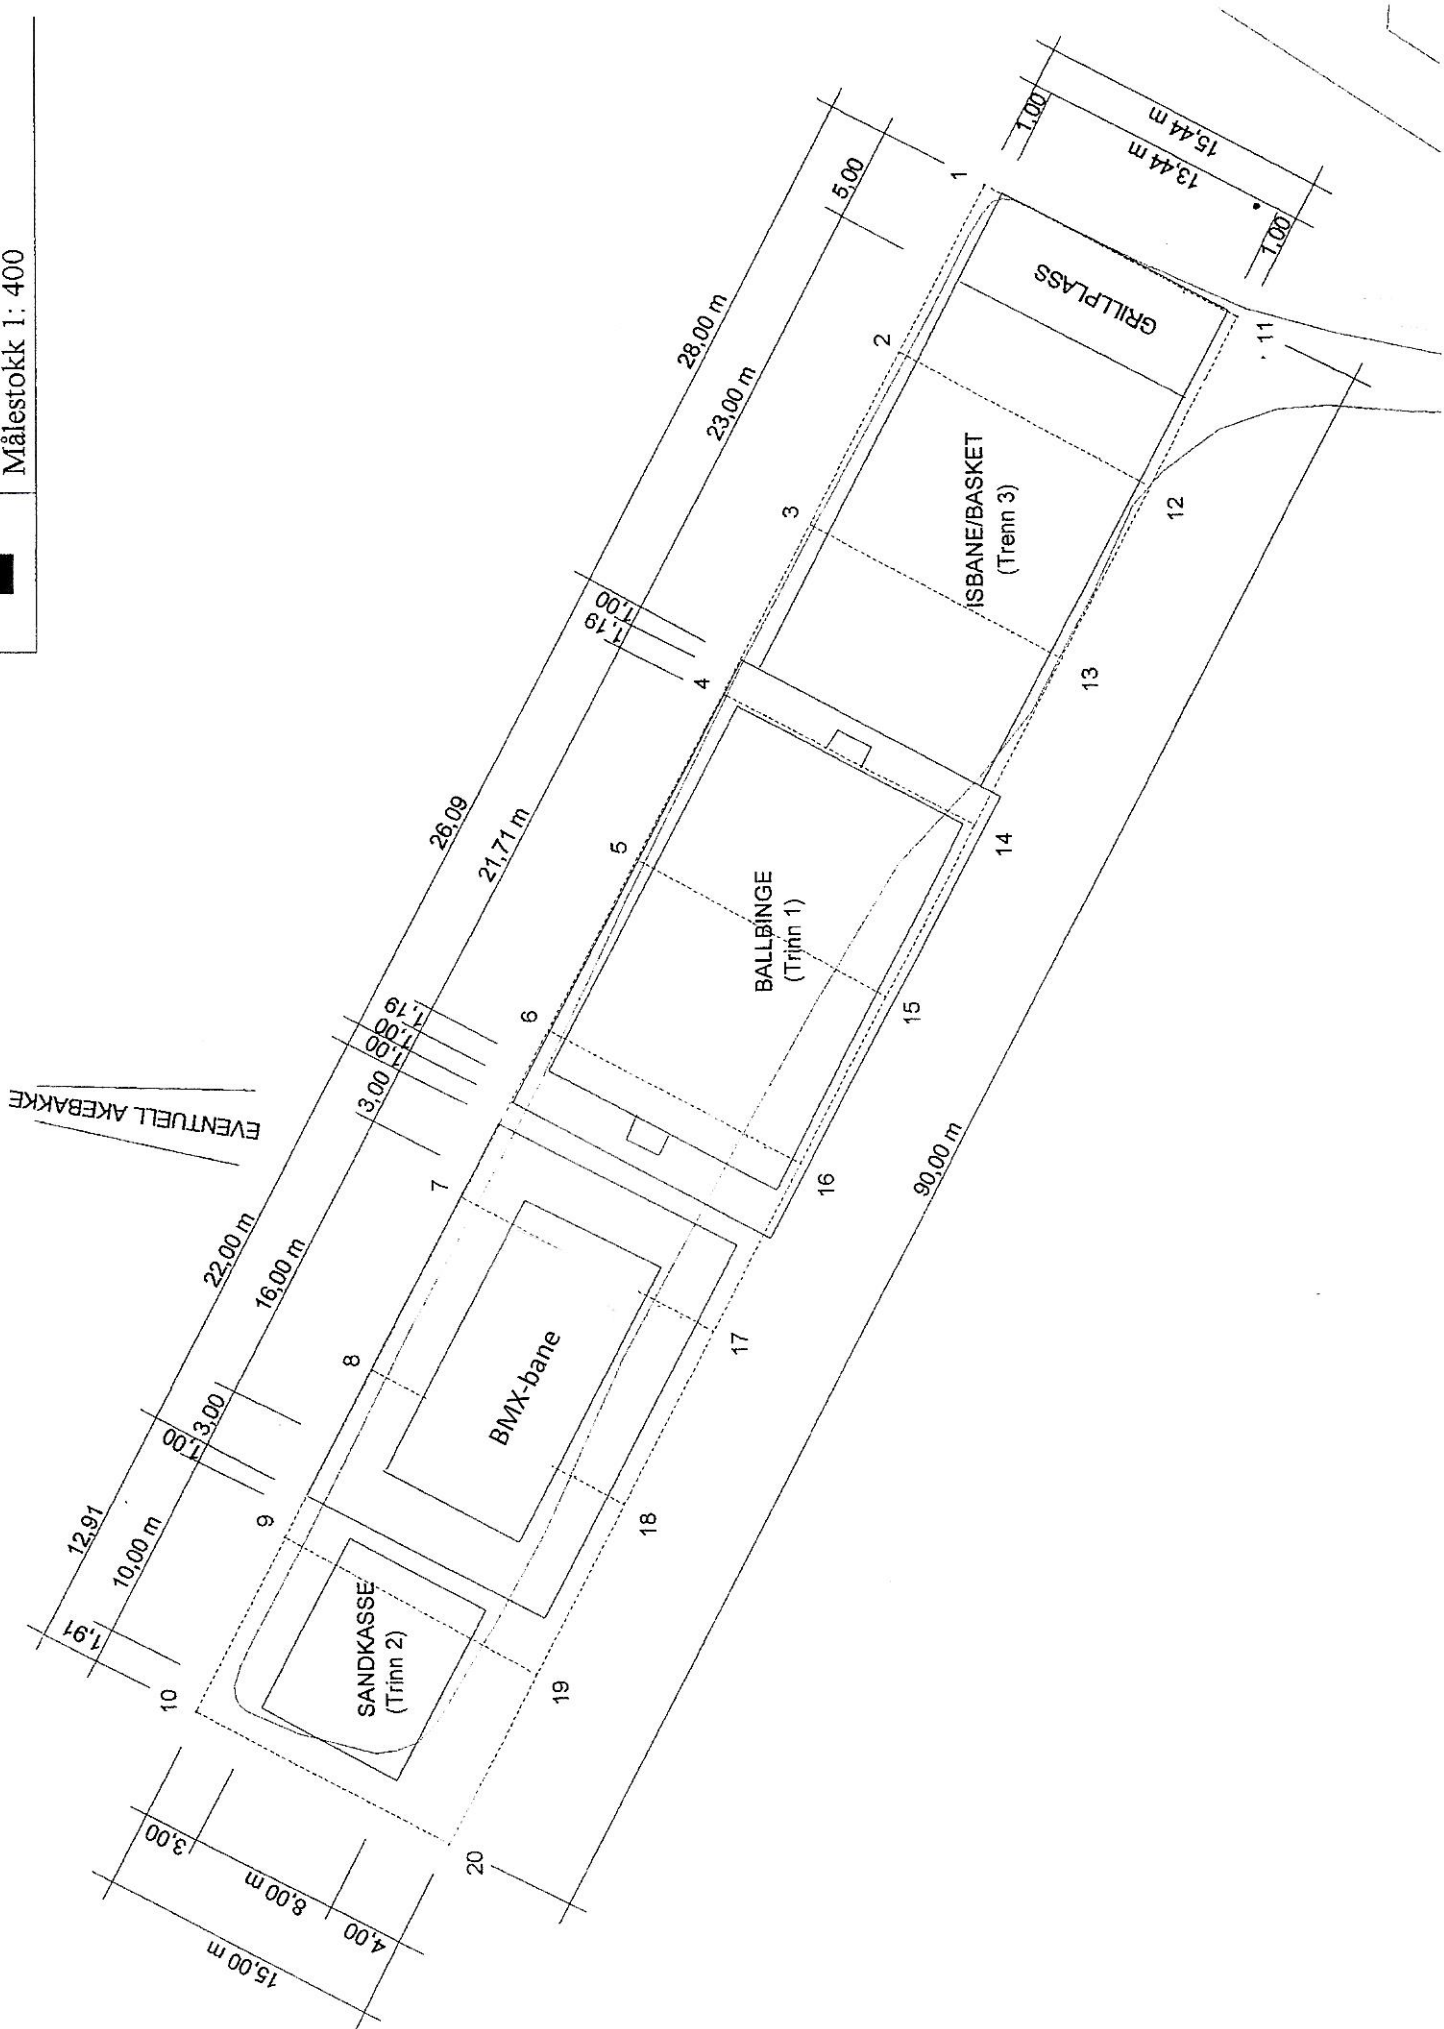 Målestokk 1: 400
1,00
15,44 m
13,44 m
1,00
5,00
1
28,00 m
23,00 m
GRILLPLASS
11
2
3
ISBANE/BASKET
(Trenn 3)
12
1,00
1,19
4
13
26,09
21,71 m
5
BALLBINGE
(Trinn 1)
14
15
6
1,19
1,00
1,00
3,00
EVENTUELL AKEBAKKE
16
90,00 m
7
22,00 m
16,00 m
8
BMX-bane
17
3,00
1,00
9
18
12,91
10,00 m
SANDKASSE
(Trinn 2)
19
1,91
10
20
3,00
8,00 m
4,00
15,00 m